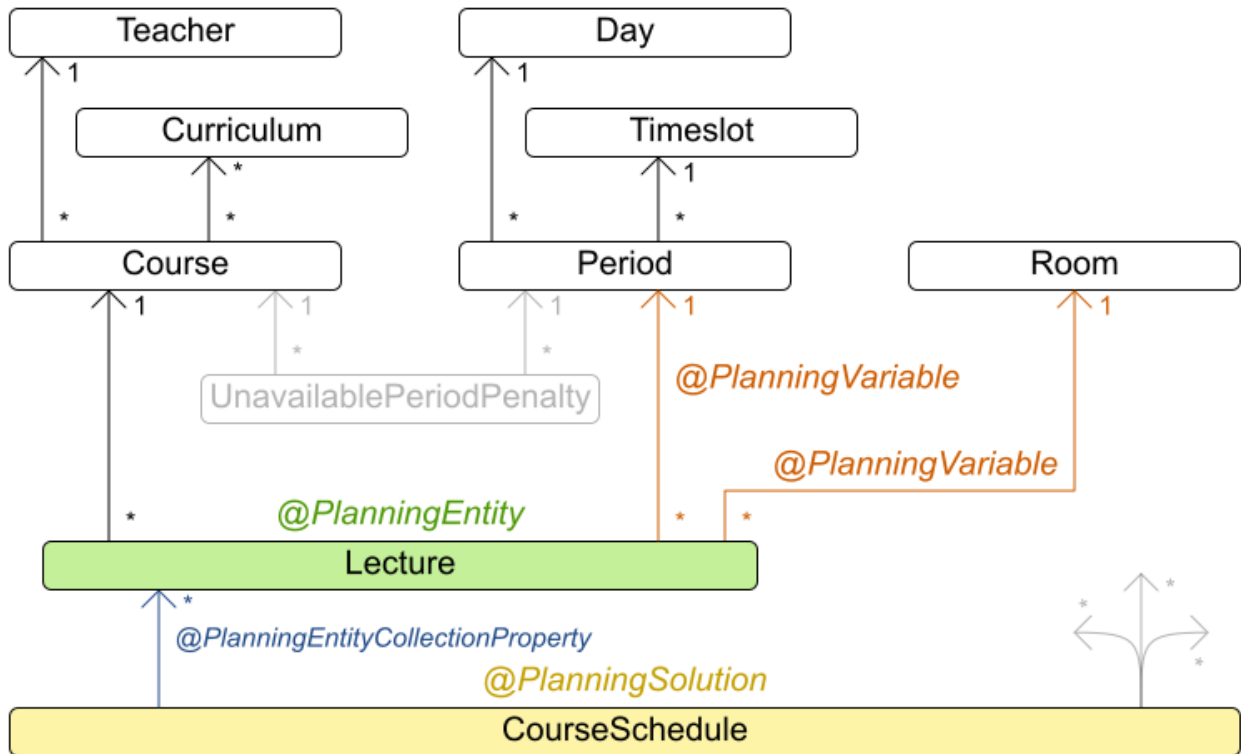 Teacher
Day
1
1
Curriculum
Timeslot
*
1
*
*
*
*
Course
Period
Room
1
1
1
1
1
*
*
@PlanningVariable
UnavailablePeriodPenalty
@PlanningVariable
*
@PlanningEntity
*
*
Lecture
*
*
*
@PlanningEntityCollectionProperty
*
@PlanningSolution
CourseSchedule